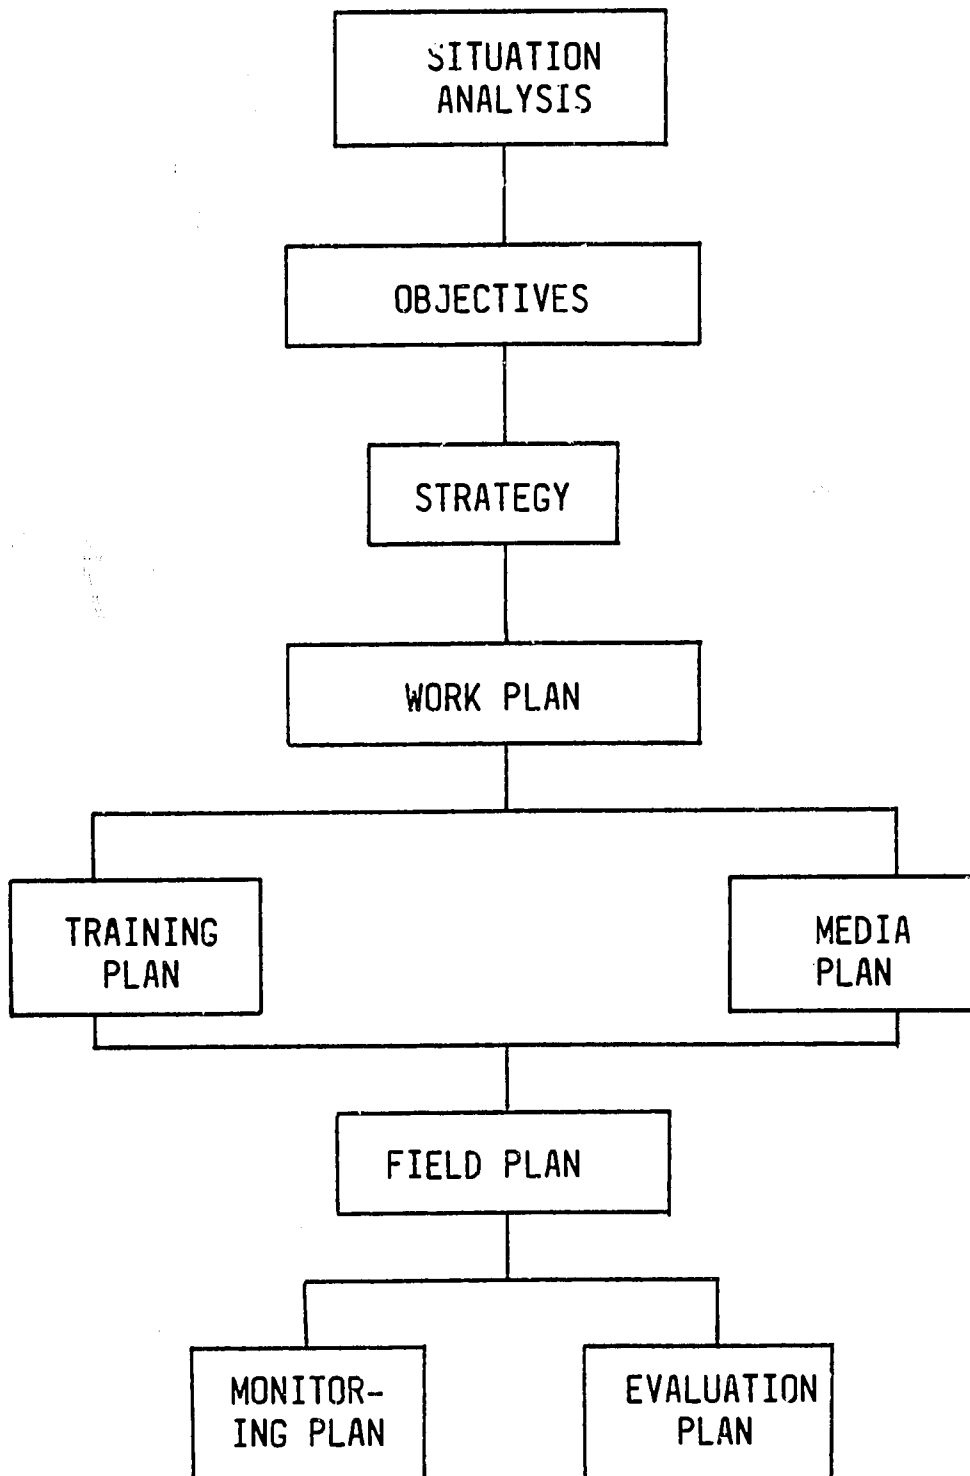 SITUATION
ANALYSIS
OBJECTIVES
STRATEGY
WORK PLAN
TRAINING
PLAN
MEDIA
PLAN
FIELD PLAN
MONITOR-
ING PLAN
EVALUATION
PLAN